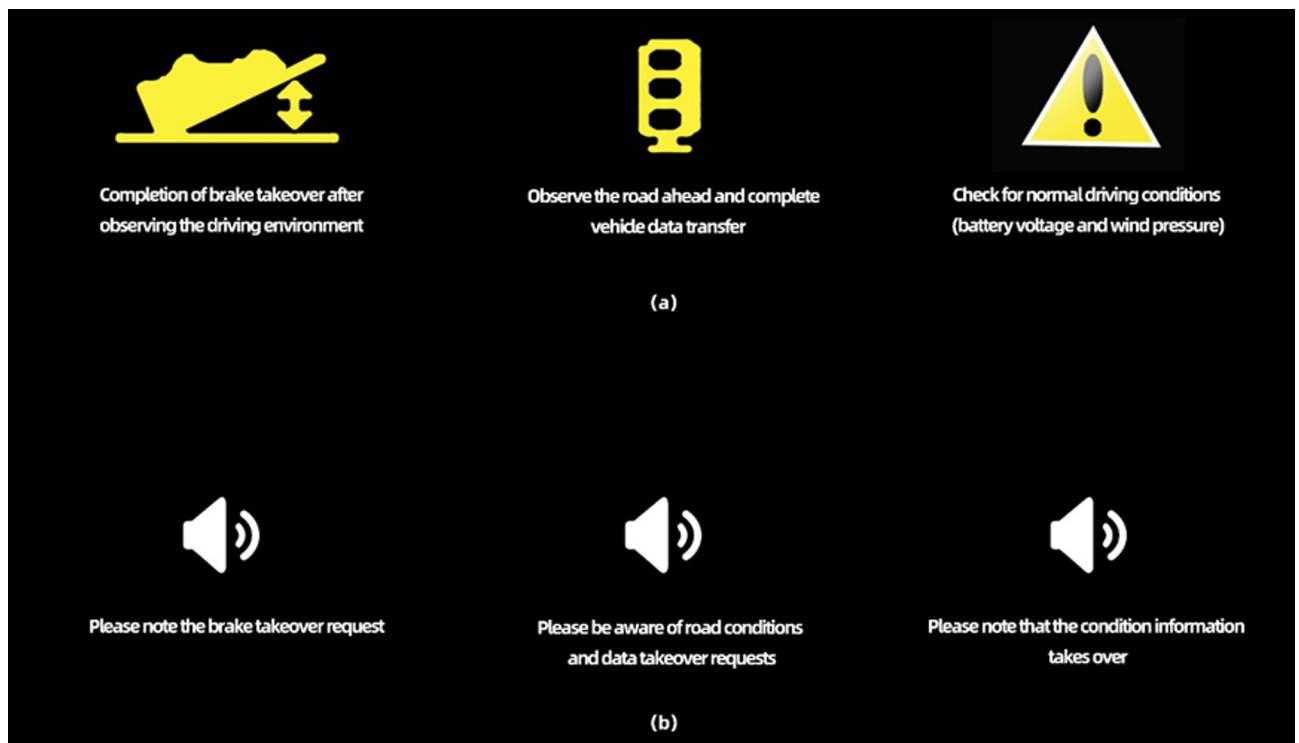 Completion of brake takeover after
observing the driving environment
Observe the road ahead and complete
vehicle data transfer
Check for normal driving conditions
(battery voltage and wind pressure)
(a)
Please note the brake takeover request
Please be aware of road conditions
and data takeover requests
Please note that the condition information
takes over
(b)